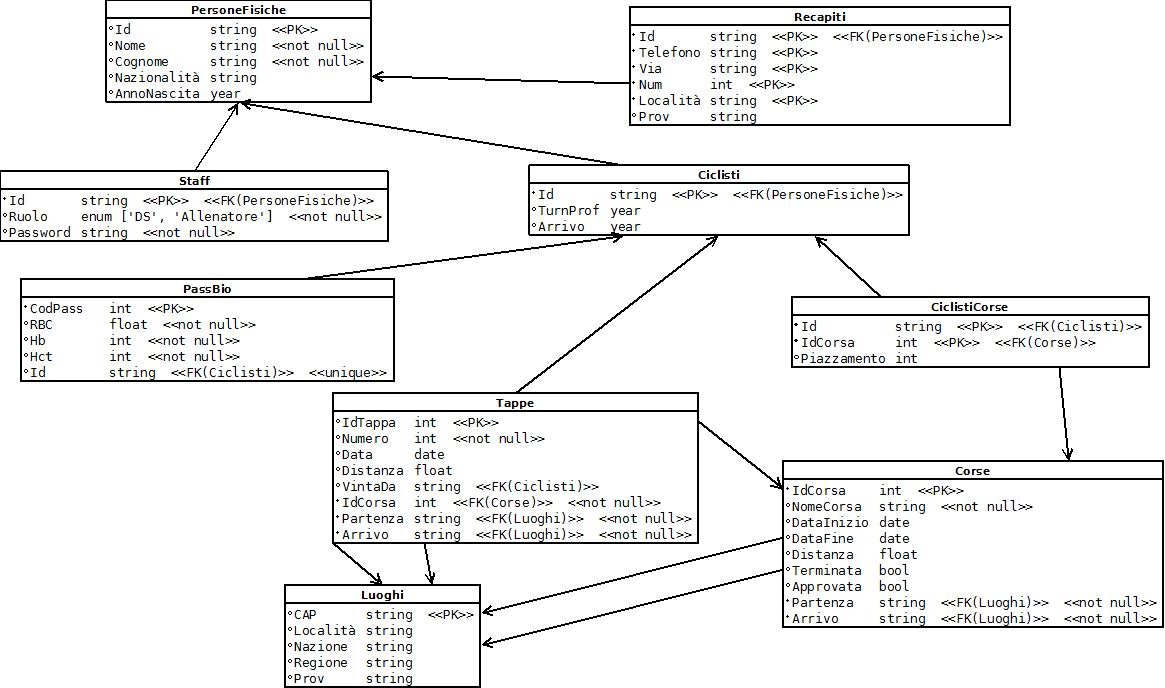 PersoneFisiche
Id string <<PK>>
Nome string <<not null>>
Cognome string <<not null>>
Nazionalità string
AnnoNascita year
Recapiti
Id string <<PK>> <<FK(PersoneFisiche)>>
Telefono string <<PK>>
Via string <<PK>>
Num int <<PK>>
Località string <<PK>>
Prov string
Staff
Id string <<PK>> <<FK(PersoneFisiche)>>
Ruolo enum ['DS', 'Allenatore'] <<not null>>
Password string <<not null>>
Ciclisti
Id string <<PK>> <<FK(PersoneFisiche)>>
TurnProf year
Arrivo year
PassBio
CodPass int <<PK>>
RBC float <<not null>>
Hb int <<not null>>
Hct int <<not null>>
Id string <<FK(Ciclisti)>> <<unique>>
CiclistiCorse
Id string <<PK>> <<FK(Ciclisti)>>
IdCorsa int <<PK>> <<FK(Corse)>>
Piazzamento int
Tappe
IdTappa int <<PK>>
Numero int <<not null>>
Data date
Distanza float
VintaDa string <<FK(Ciclisti)>>
IdCorsa int <<FK(Corse)>> <<not null>>
Partenza string <<FK(Luoghi)>> <<not null>>
Arrivo string <<FK(Luoghi)>> <<not null>>
Corse
IdCorsa int <<PK>>
NomeCorsa string <<not null>>
DataInizio date
DataFine date
Distanza float
Terminata bool
Approvata bool
Partenza string <<FK(Luoghi)>> <<not null>>
Arrivo string <<FK(Luoghi)>> <<not null>>
Luoghi
CAP string <<PK>>
Località string
Nazione string
Regione string
Prov string